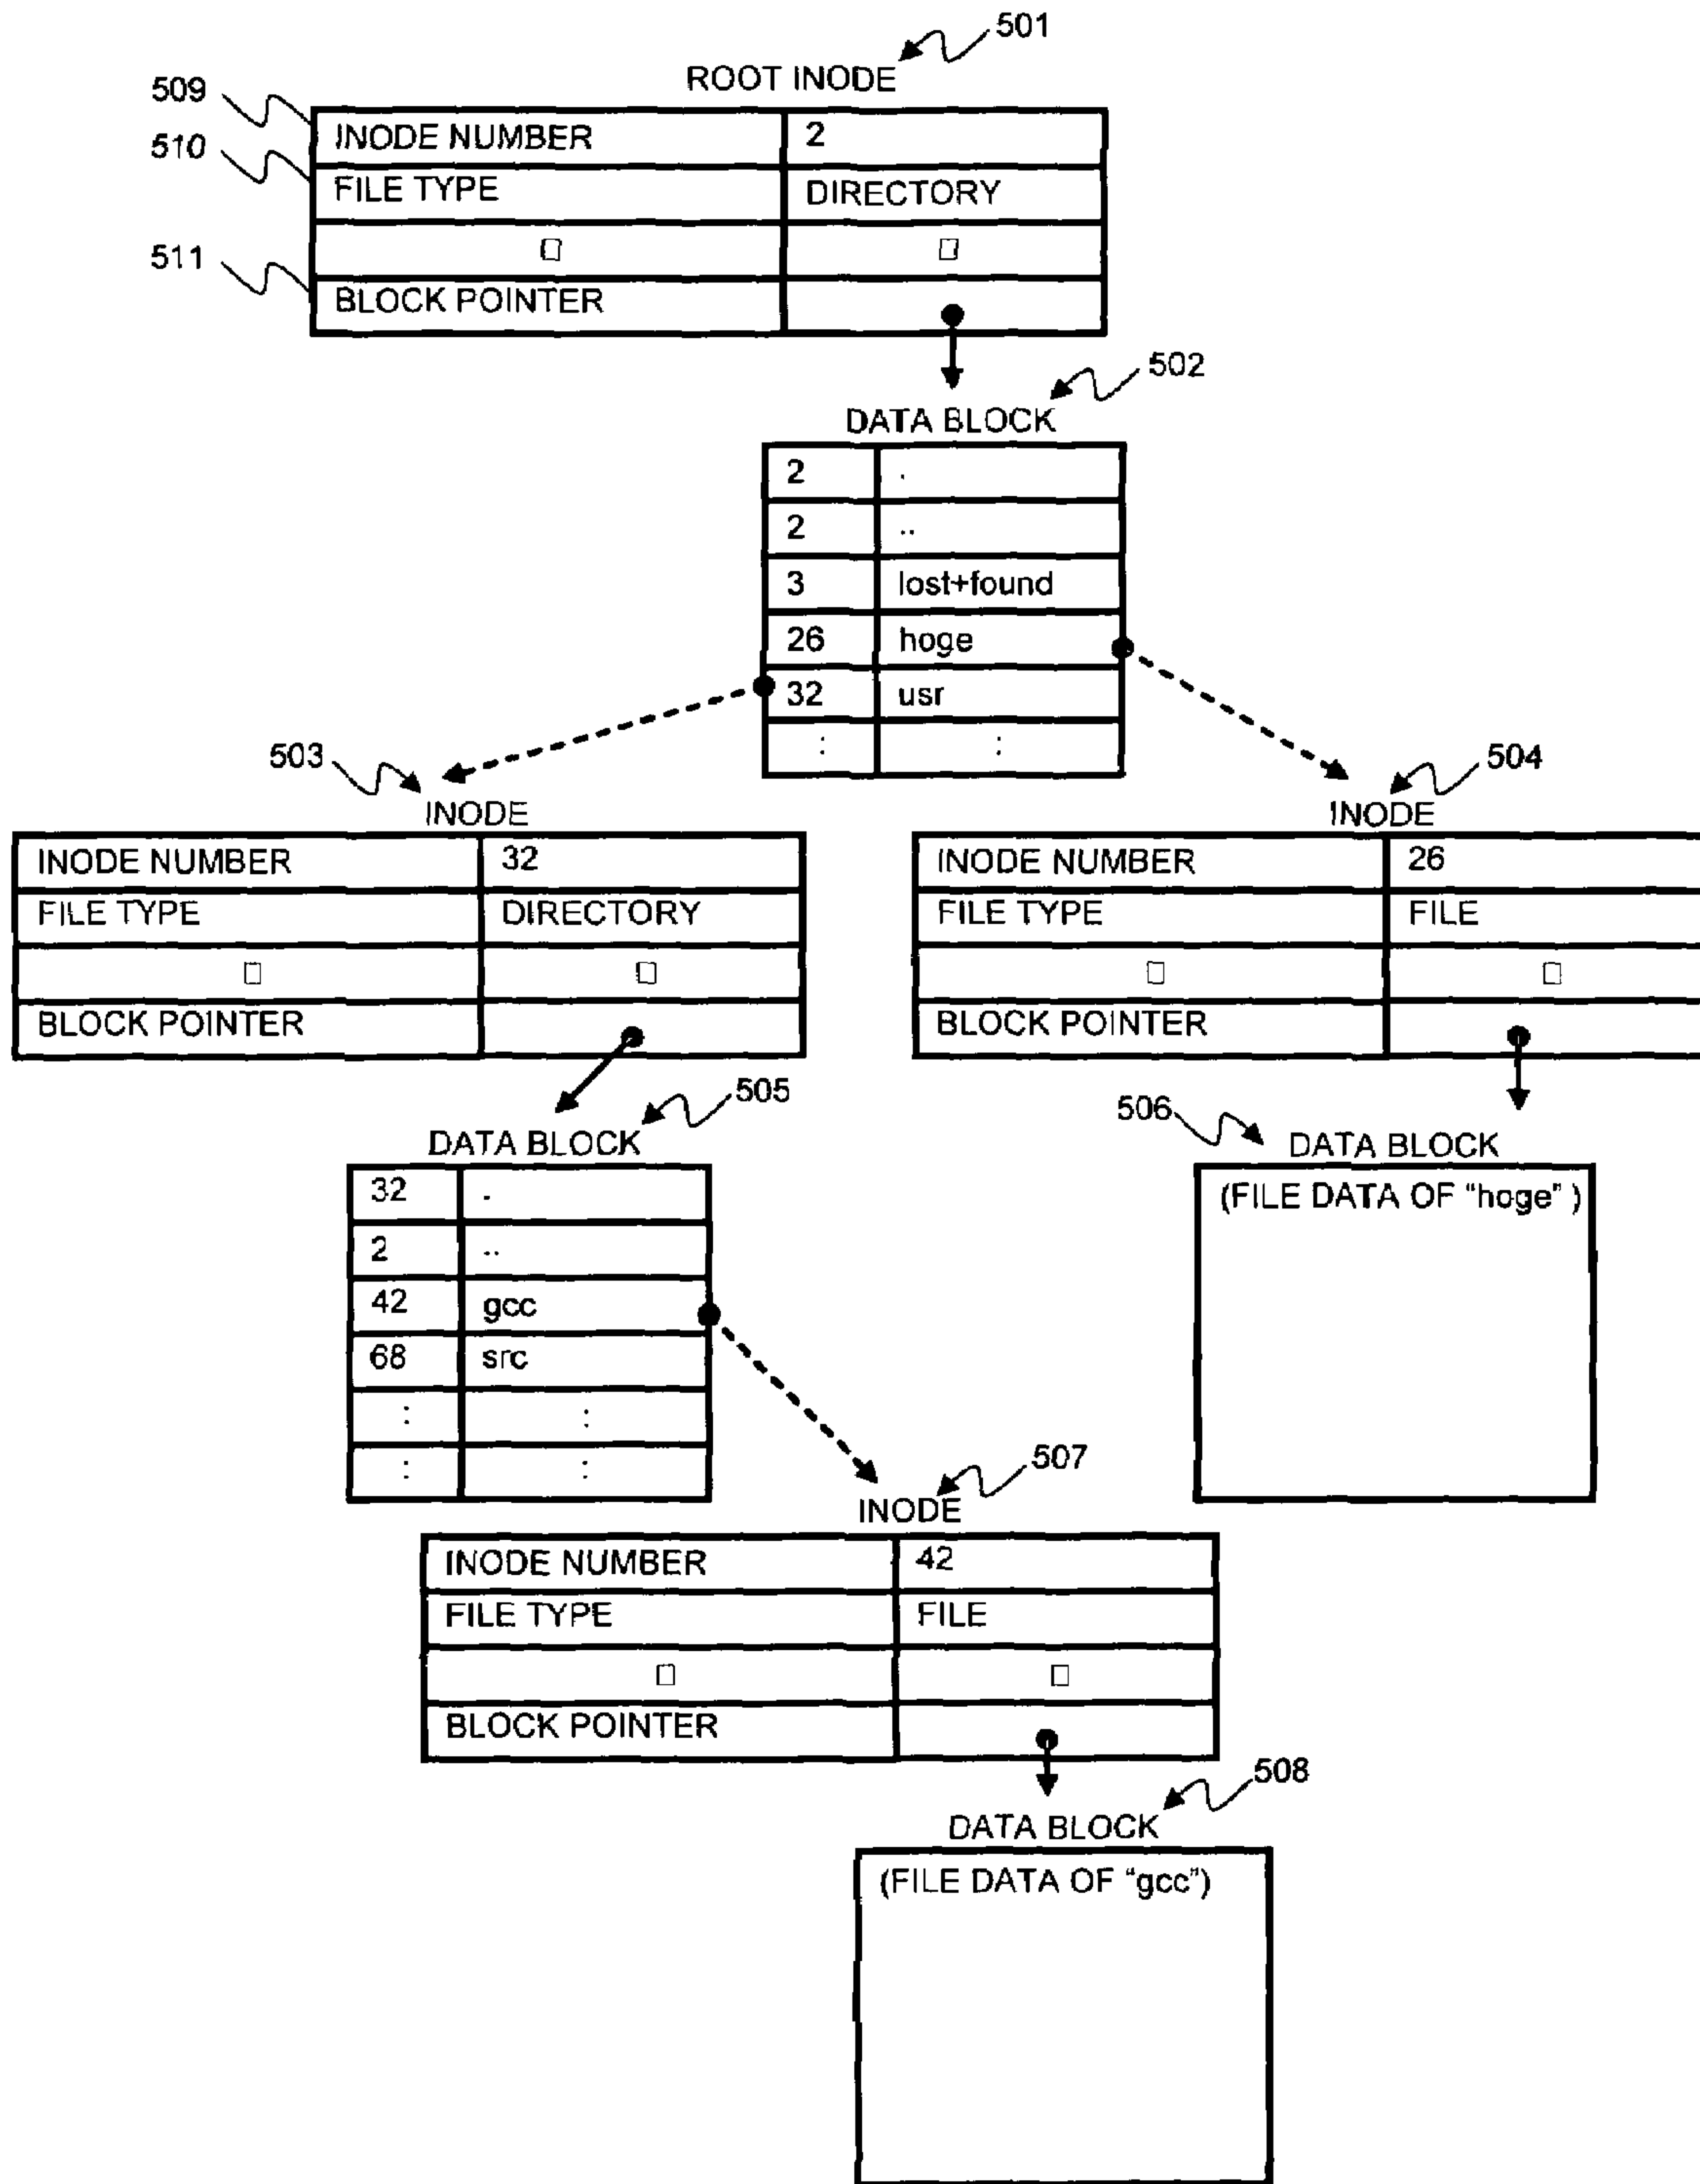 501
ROOT INODE
509
INODE NUMBER 2
510
FILE TYPE DIRECTORY
511
BLOCK POINTER
502
DATA BLOCK
2 .
2 ..
3 lost+found
26 hoge
32 usr
: :
503
INODE
INODE NUMBER 32
FILE TYPE DIRECTORY
BLOCK POINTER
504
INODE
INODE NUMBER 26
FILE TYPE FILE
BLOCK POINTER
505
DATA BLOCK
32 .
2 ..
42 gcc
68 src
: :
: :
506
DATA BLOCK
(FILE DATA OF "hoge" )
507
INODE
INODE NUMBER 42
FILE TYPE FILE
BLOCK POINTER
508
DATA BLOCK
(FILE DATA OF "gcc")